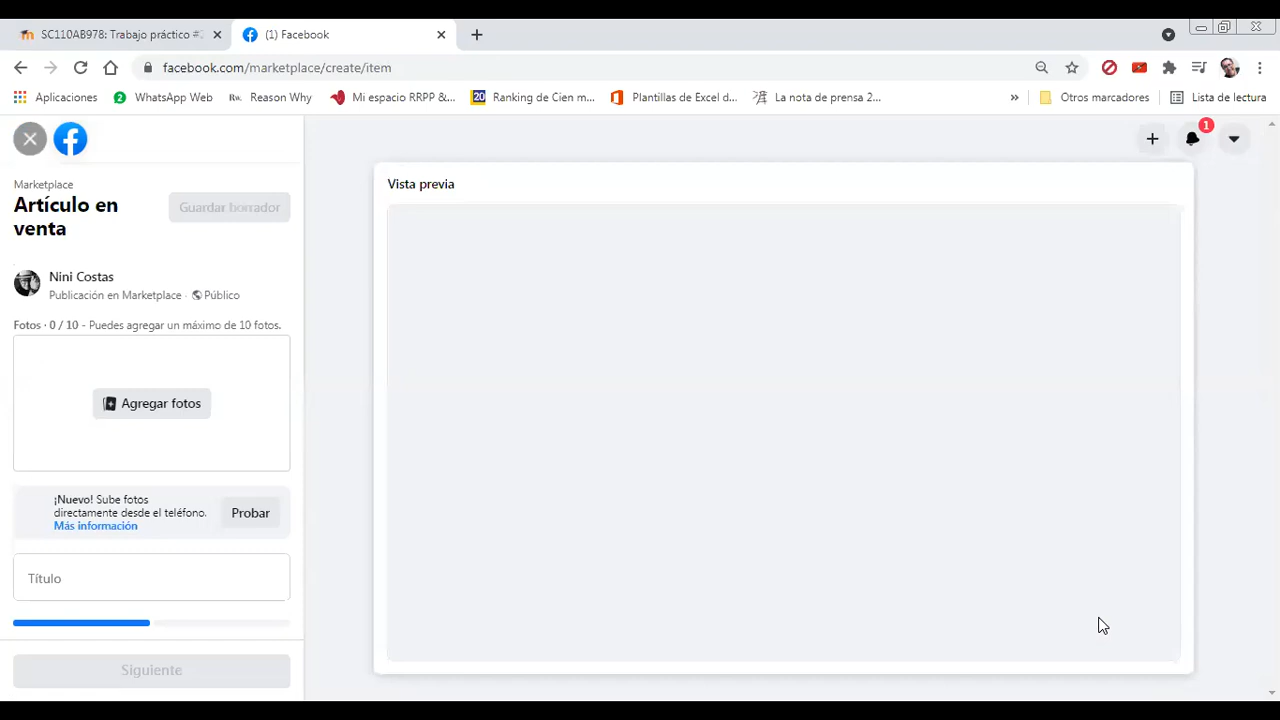 SC110AB978: Trabajo práctico #
(1) Facebook
facebook.com/marketplace/create/item
Aplicaciones
2 WhatsApp Web
Rw. Reason Why
Mi espacio RRPP &...
20 Ranking de Cien m...
Plantillas de Excel d...
La nota de prensa 2...
»
Otros marcadores
Lista de lectura
1
Marketplace
Artículo en
venta
Guardar borrador
Nini Costas
Publicación en Marketplace · Público
Fotos · 0 / 10 - Puedes agregar un máximo de 10 fotos.
Agregar fotos
¡Nuevo! Sube fotos
directamente desde el teléfono.
Más información
Probar
Título
Siguiente
Vista previa